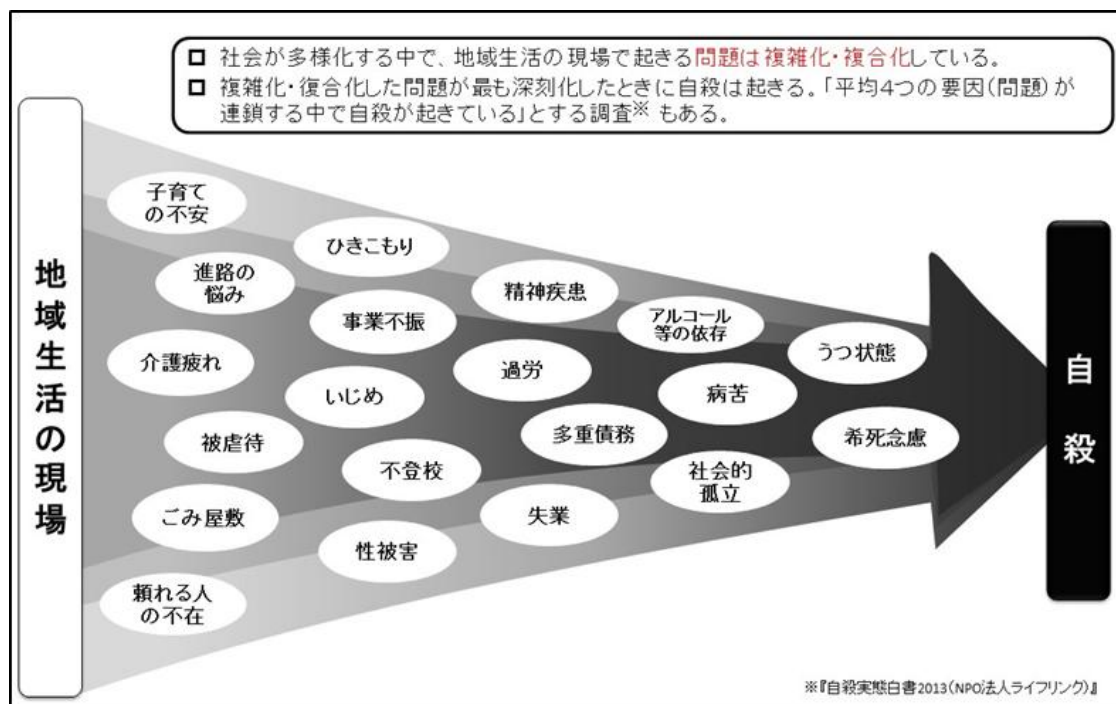 □ 社会が多様化する中で、地域生活の現場で起きる問題は複雑化・複合化している。
□ 複雑化・復合化した問題が最も深刻化したときに自殺は起きる。「平均4つの要因(問題)が
連鎖する中で自殺が起きている」とする調査※ もある。
地域生活の現場
子育て
の不安
進路の
悩み
介護疲れ
被虐待
ごみ屋敷
頼れる人
の不在
ひきこもり
事業不振
いじめ
不登校
性被害
精神疾患
過労
多重債務
失業
アルコール
等の依存
病苦
社会的
孤立
うつ状態
希死念慮
自殺
※『自殺実態白書2013(NPO法人ライフリンク)』